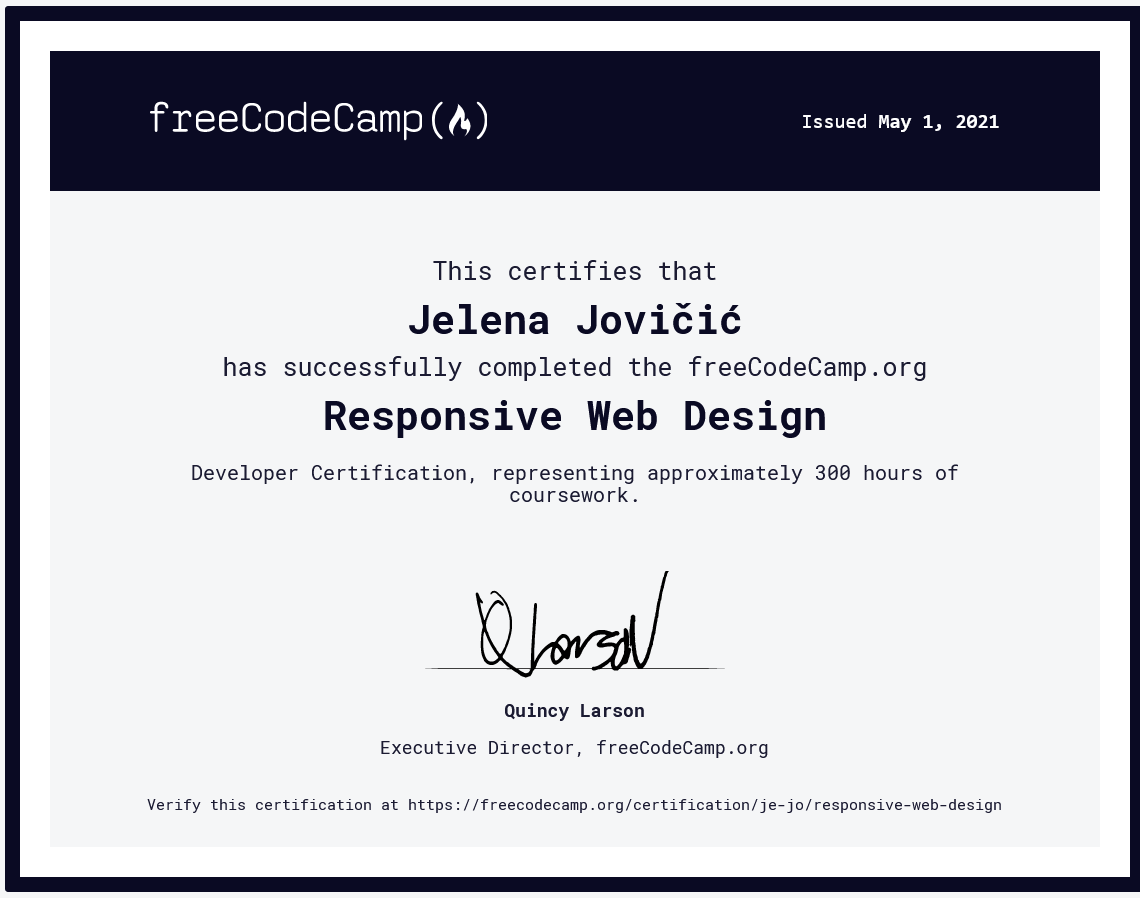 freeCodeCamp(🔥)
Issued May 1, 2021
This certifies that
Jelena Jovičić
has successfully completed the freeCodeCamp.org
Responsive Web Design
Developer Certification, representing approximately 300 hours of
coursework.
Q Larson
Quincy Larson
Executive Director, freeCodeCamp.org
Verify this certification at https://freecodecamp.org/certification/je-jo/responsive-web-design